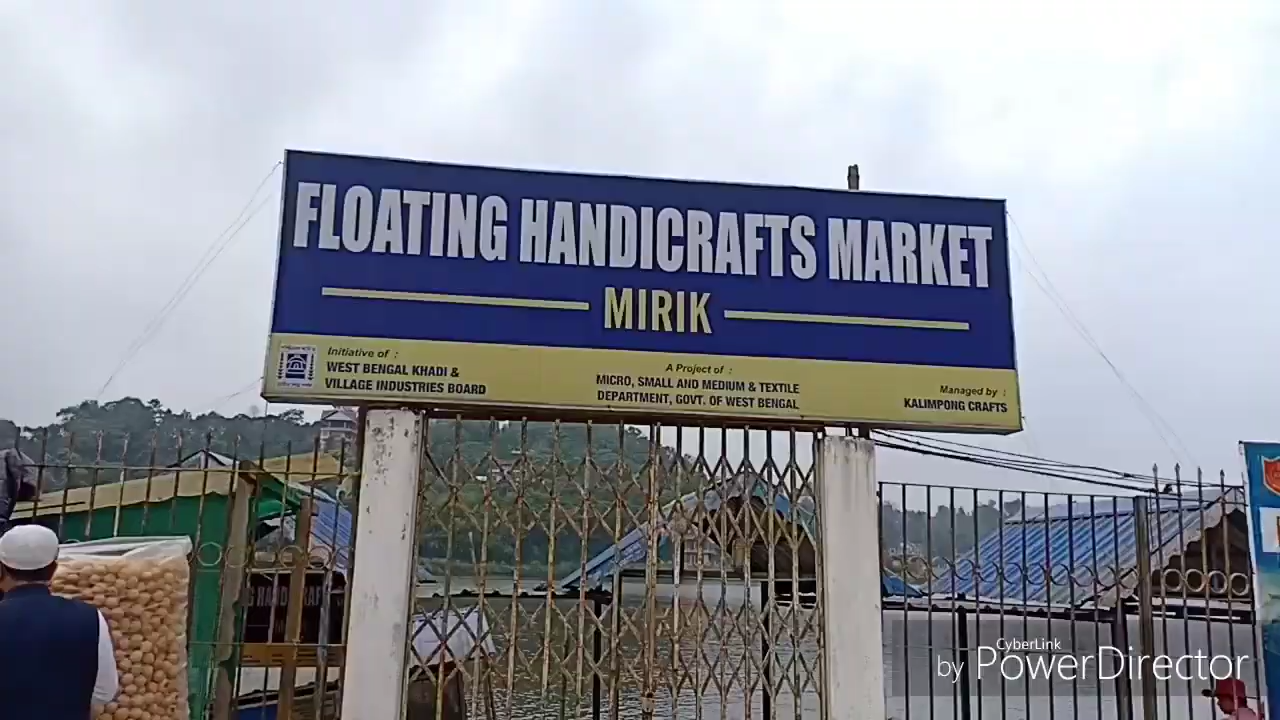 FLOATING HANDICRAFTS MARKET
MIRIK
Initiative of :
WEST BENGAL KHADI &
VILLAGE INDUSTRIES BOARD
A Project of :
MICRO, SMALL AND MEDIUM & TEXTILE
DEPARTMENT, GOVT. OF WEST BENGAL
Managed by :
KALIMPONG CRAFTS
CyberLink
by PowerDirector